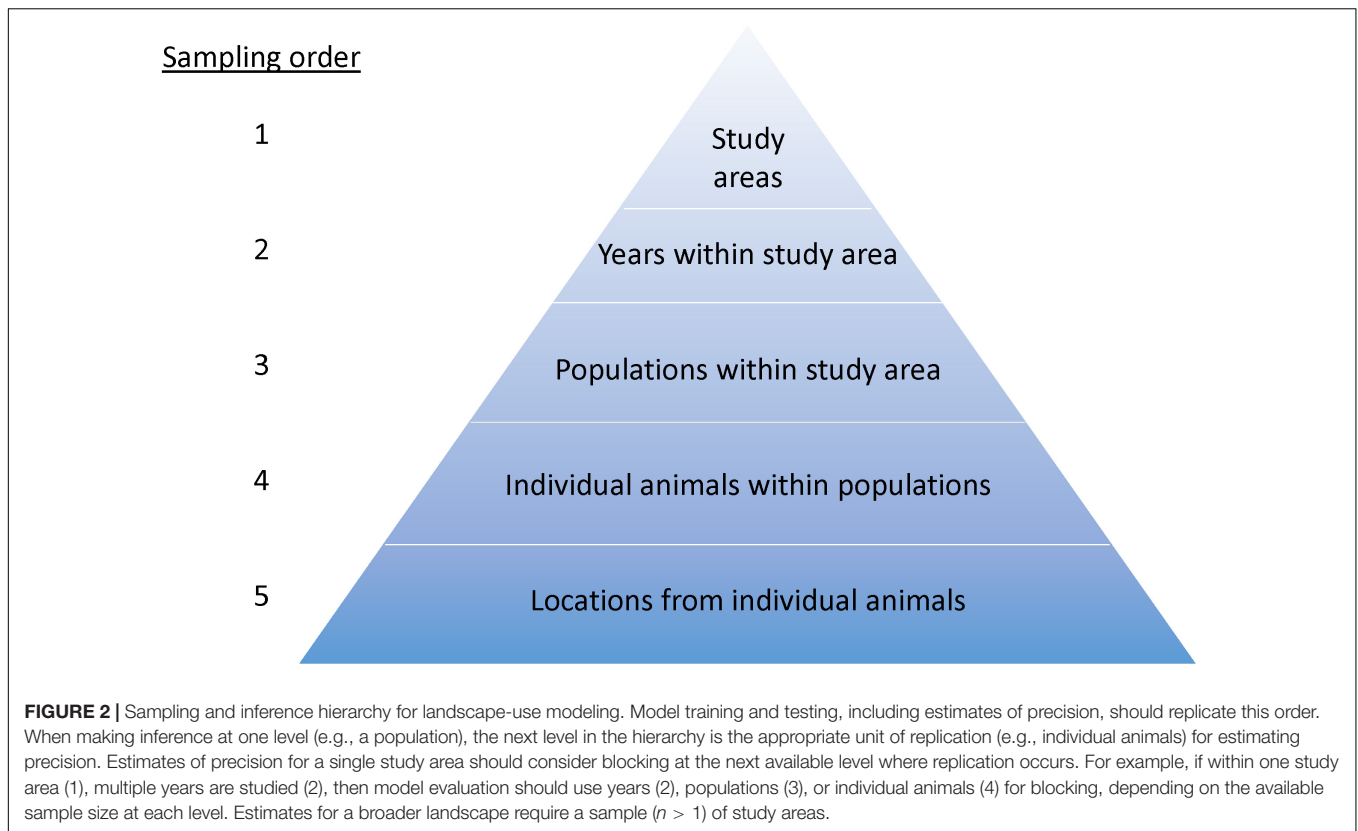 Sampling order
1
Study
areas
2
Years within study area
3
Populations within study area
4
Individual animals within populations
5
Locations from individual animals
FIGURE 2 | Sampling and inference hierarchy for landscape-use modeling. Model training and testing, including estimates of precision, should replicate this order.
When making inference at one level (e.g., a population), the next level in the hierarchy is the appropriate unit of replication (e.g., individual animals) for estimating
precision. Estimates of precision for a single study area should consider blocking at the next available level where replication occurs. For example, if within one study
area (1), multiple years are studied (2), then model evaluation should use years (2), populations (3), or individual animals (4) for blocking, depending on the available
sample size at each level. Estimates for a broader landscape require a sample (n > 1) of study areas.